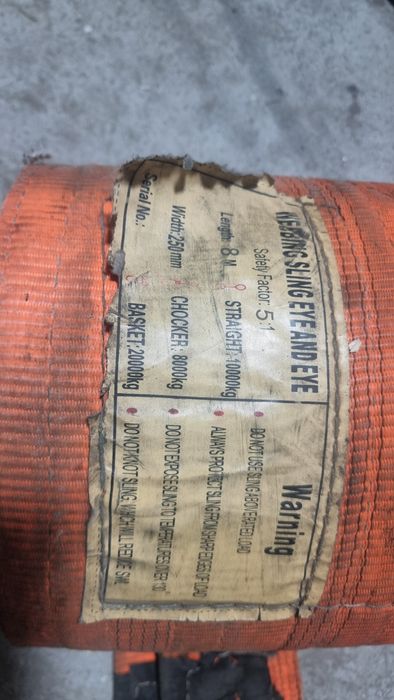 WEBBING SLING EYE AND EYE
Safety Factor: 5:1
Length: 8 M
STRAIGHT: 10000kg
Width:250mm
CHOCKER: 8000kg
Serial No.:
BASKET: 20000kg
Warning
DO NOT USE SLING ABOVE RATED LOAD
ALWAYS PROTECT SLING FROM SHARP EDGES OF LOAD
DO NOT EXPOSE SLING TO TEMPERATURES OVER
DO NOT KNOT SLING